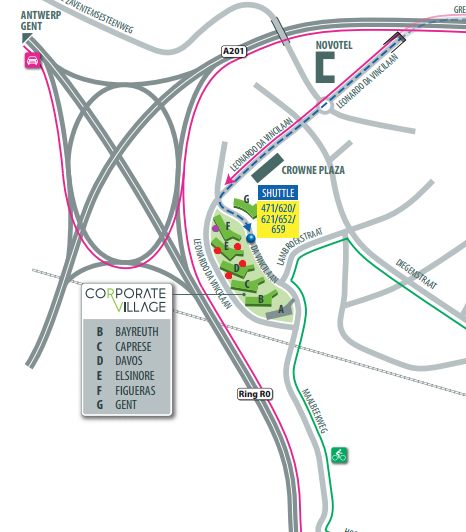 ZAVENTEMSESTEENWEG
GRE
ANTWERP
GENT
A201
NOVOTEL
LEONARDO DA VINCILAAN
LEONARDO DA VINCILAAN
CROWNE PLAZA
SHUTTLE
471/620/
621/652/
659
G
F
E
D
C
B
A
DA VINCILAAN
LEONARDO DA VINCILAAN
LAMBROEKSTRAAT
DIEGEMSTRAAT
CORPORATE
VILLAGE
B BAYREUTH
C CAPRESE
D DAVOS
E ELSINORE
F FIGUERAS
G GENT
Ring R0
MAALBEEKWEG